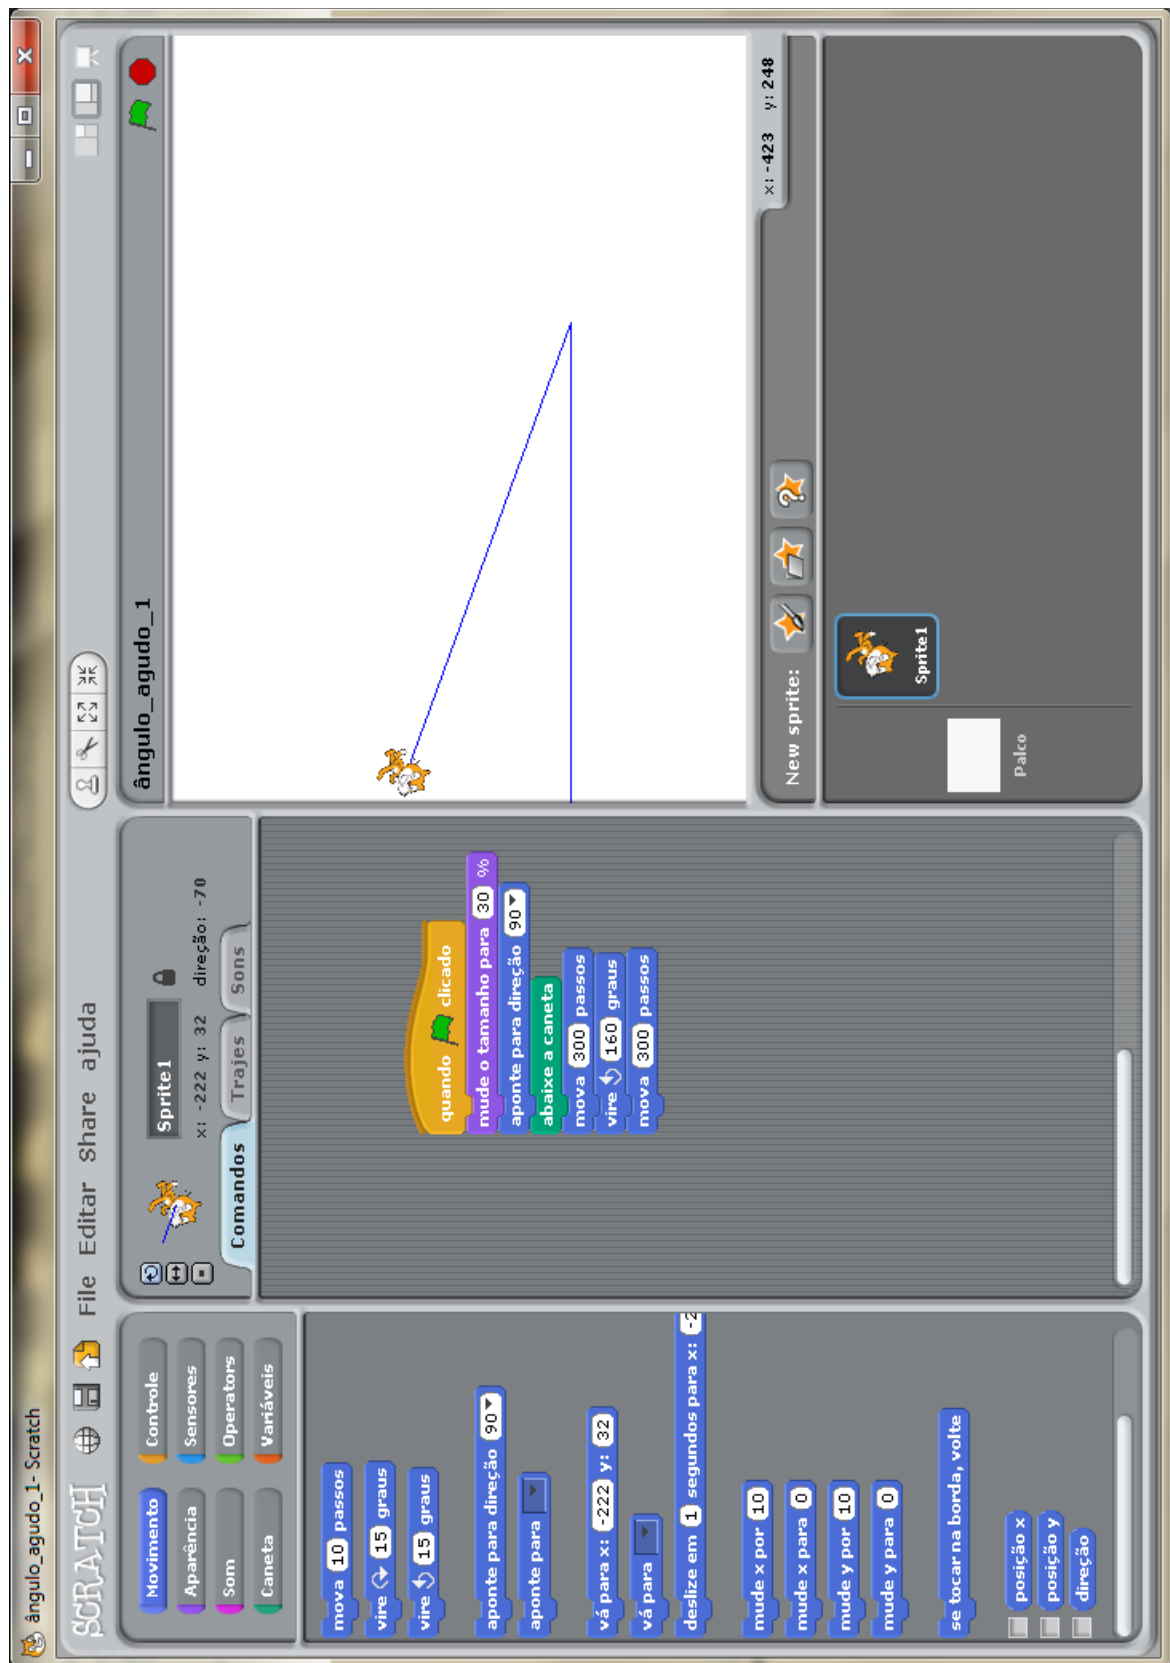 ângulo_agudo_1- Scratch
SCRATCH
File Editar Share ajuda
Movimento
Controle
Aparência
Sensores
Som
Operators
Caneta
Variáveis
mova 10 passos
vire 15 graus
vire 15 graus
aponte para direção 90
aponte para
vá para x: -222 y: 32
vá para
deslize em 1 segundos para x: -2
mude x por 10
mude x para 0
mude y por 10
mude y para 0
se tocar na borda, volte
posição x
posição y
direção
Sprite1
x: -222 y: 32 direção: -70
Comandos
Trajes
Sons
quando clicado
mude o tamanho para 30 %
aponte para direção 90
abaixe a caneta
mova 300 passos
vire 160 graus
mova 300 passos
ângulo_agudo_1
x: -423 y: 248
New sprite:
Sprite1
Palco